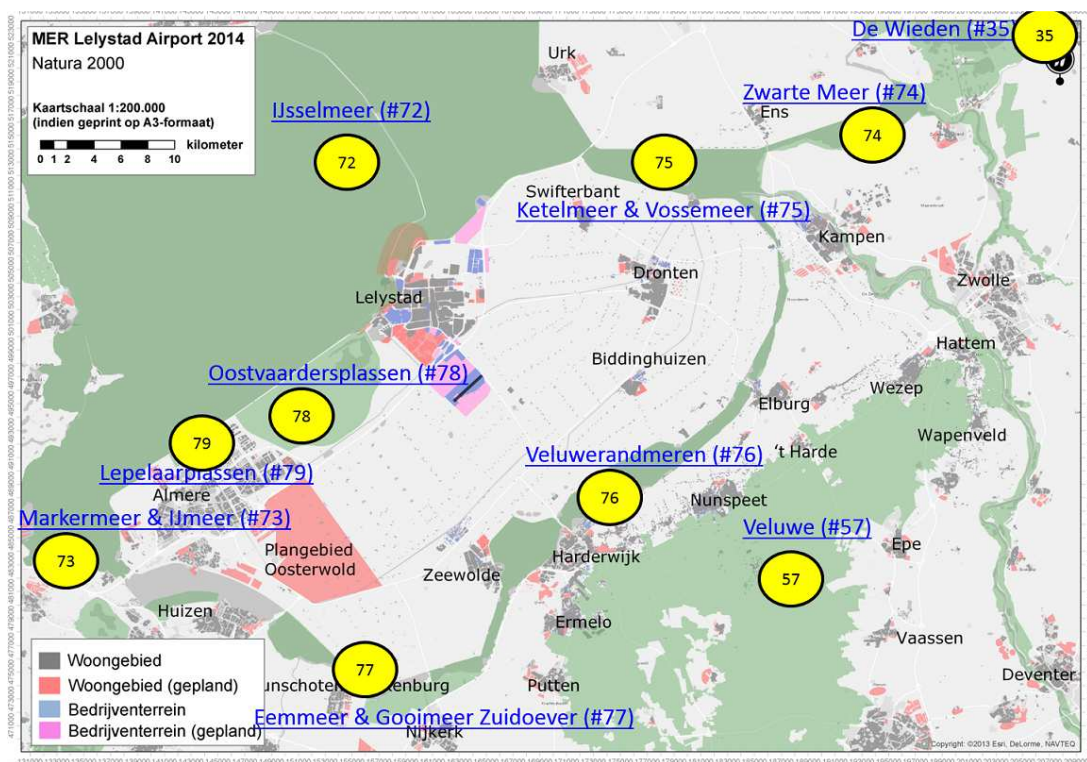 MER Lelystad Airport 2014
Natura 2000
Kaartschaal 1:200.000
(indien geprint op A3-formaat)
0 1 2 4 6 8 10 kilometer
De Wieden (#35)
35
Urk
IJsselmeer (#72)
72
Zwarte Meer (#74)
Ens
74
75
Swifterbant
Ketelmeer & Vossemeer (#75)
Kampen
Dronten
Zwolle
Lelystad
Hattem
Biddinghuizen
Oostvaardersplassen (#78)
Wezep
78
Elburg
79
Wapenveld
Veluwerandmeren (#76)
't Harde
Lepelaarplassen (#79)
Almere
76
Nunspeet
Markermeer & IJmeer (#73)
Veluwe (#57)
73
Plangebied
Oosterwold
Harderwijk
Epe
Zeewolde
57
Huizen
Ermelo
Vaassen
77
Woongebied
Woongebied (gepland)
Bedrijventerrein
Bedrijventerrein (gepland)
unschoten
kenburg
Putten
Deventer
Eemmeer & Gooimeer Zuidoever (#77)
Nijkerk
Copyright: ©2013 Esri, DeLorme, NAVTEQ